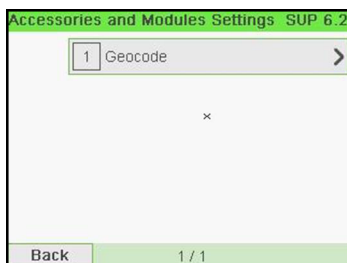 Accessories and Modules Settings SUP 6.2
1 Geocode
Back 1 / 1